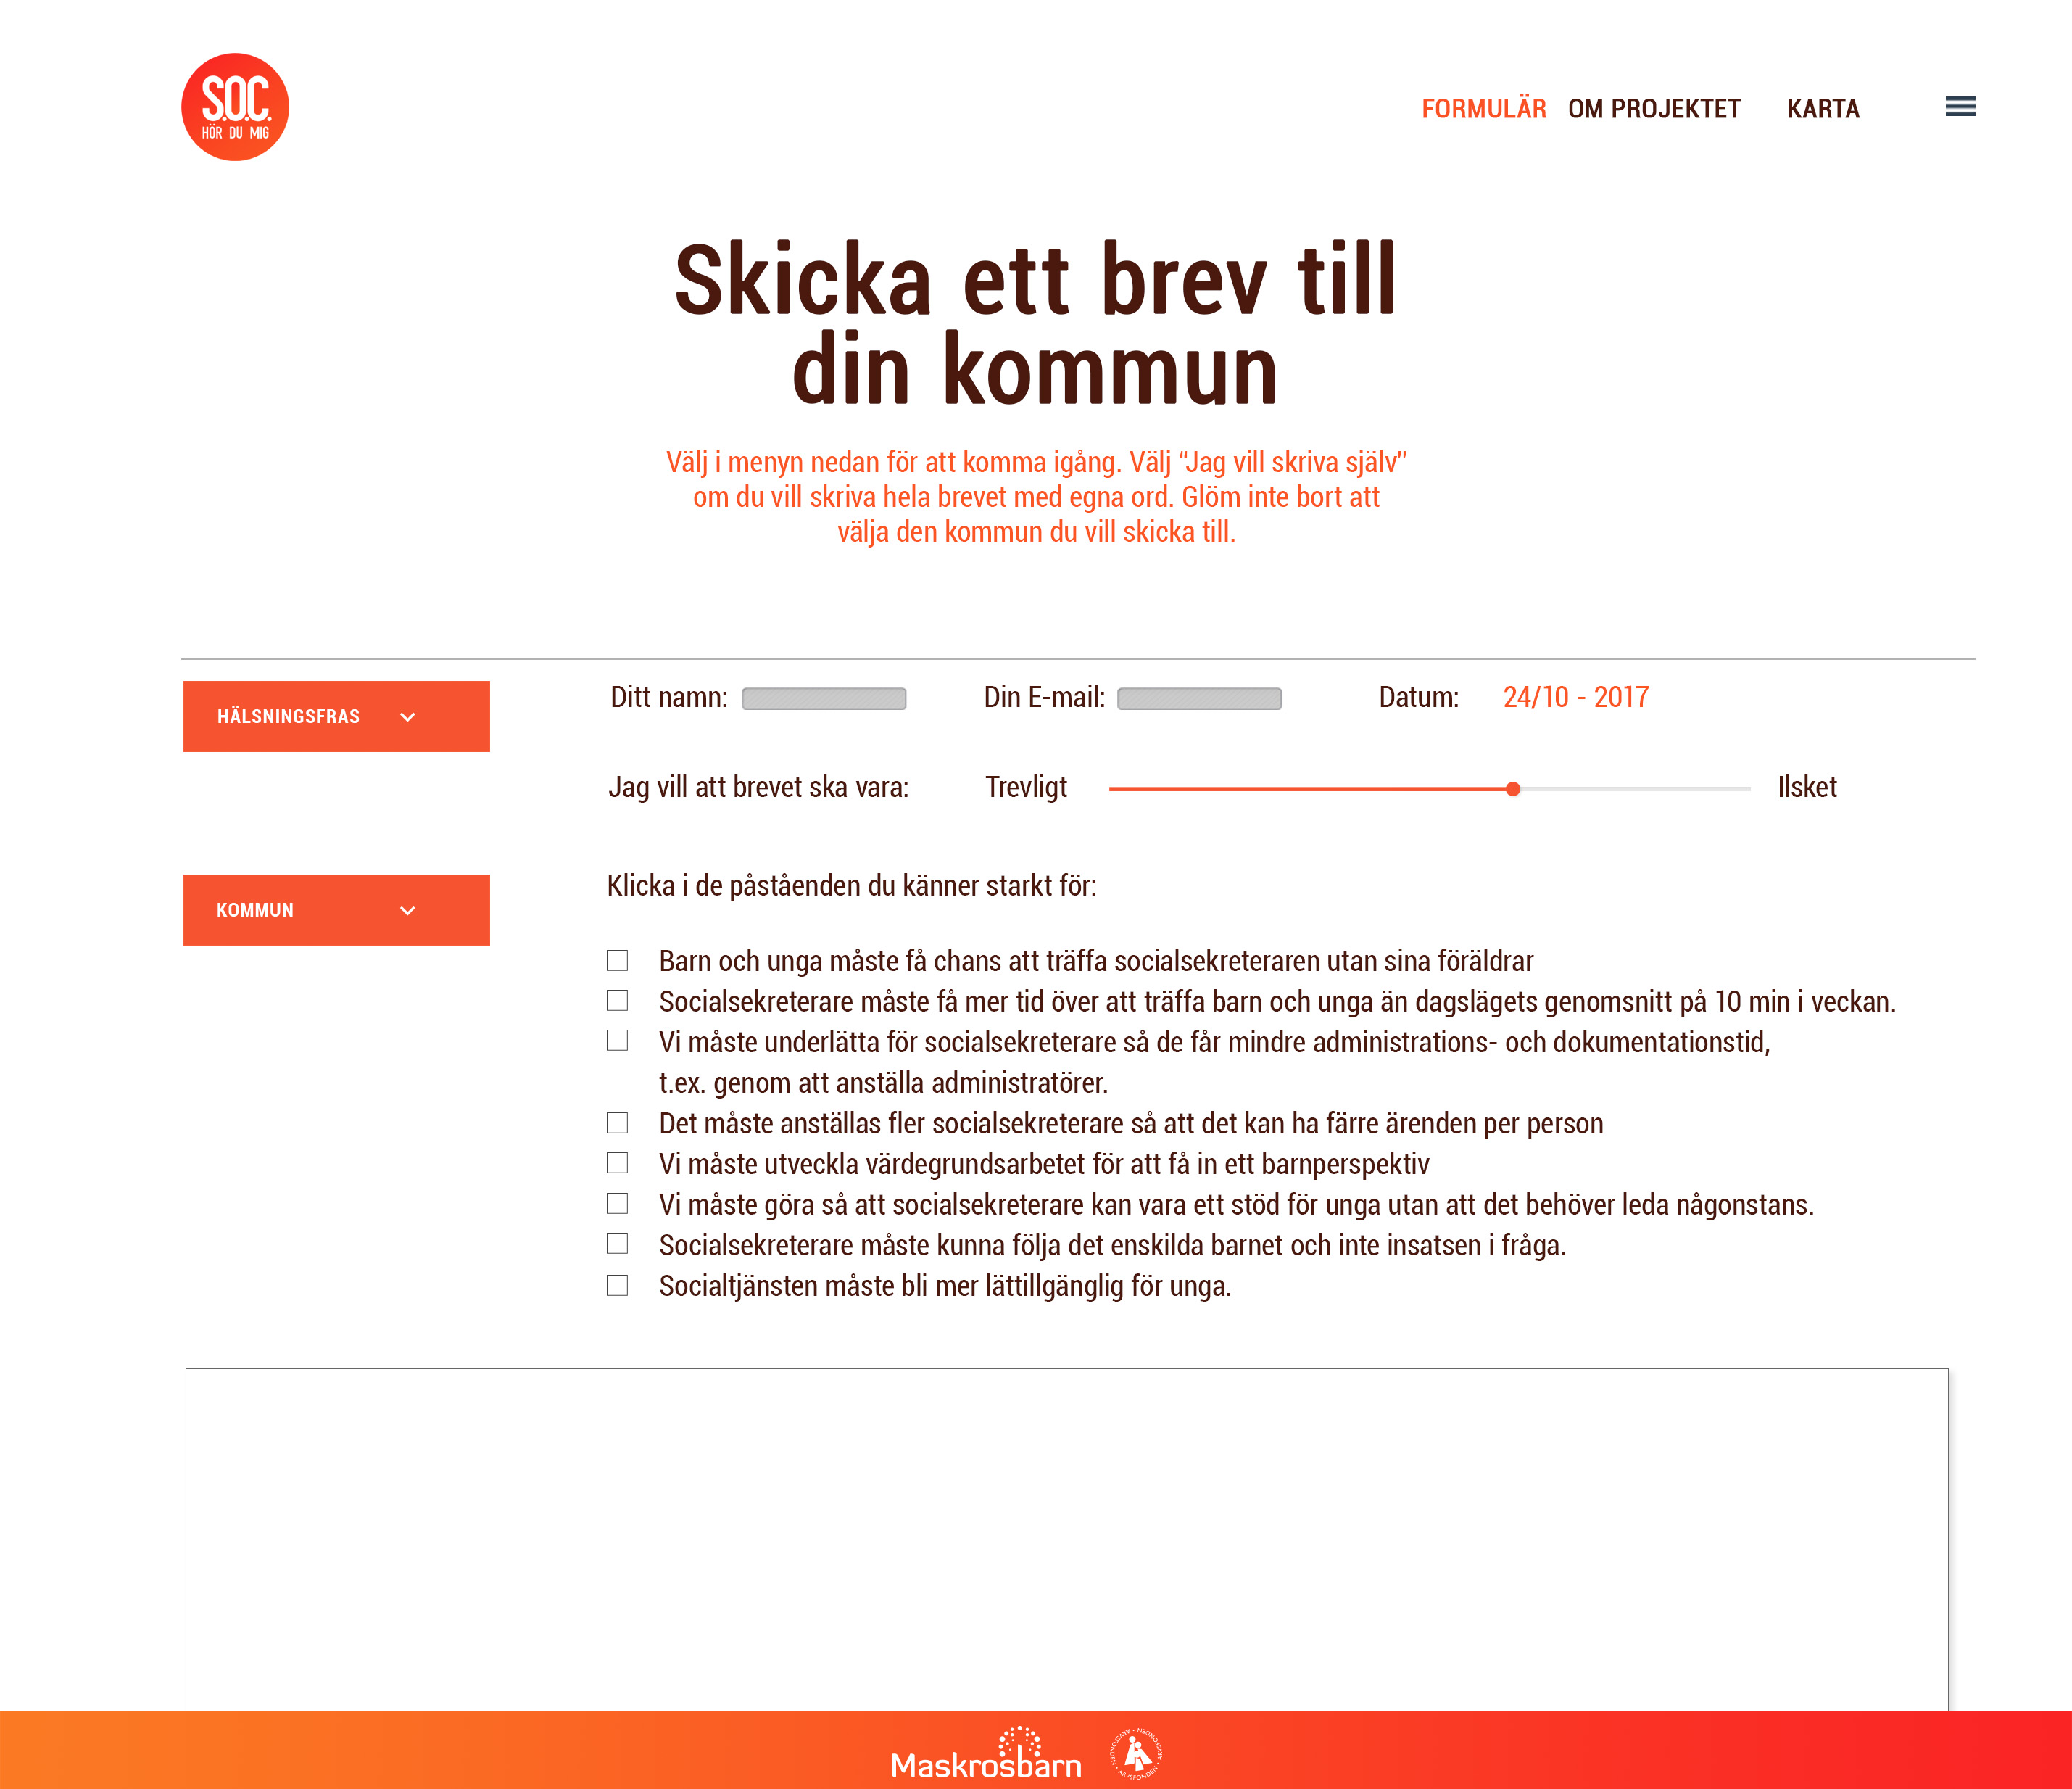 S.O.C.
HÖR DU MIG
FORMULÄR OM PROJEKTET KARTA
Skicka ett brev till
din kommun
Välj i menyn nedan för att komma igång. Välj “Jag vill skriva själv”
om du vill skriva hela brevet med egna ord. Glöm inte bort att
välja den kommun du vill skicka till.
HÄLSNINGSFRAS
Ditt namn: Din E-mail: Datum: 24/10 - 2017
Jag vill att brevet ska vara: Trevligt Ilsket
KOMMUN
Klicka i de påståenden du känner starkt för:
Barn och unga måste få chans att träffa socialsekreteraren utan sina föräldrar
Socialsekreterare måste få mer tid över att träffa barn och unga än dagslägets genomsnitt på 10 min i veckan.
Vi måste underlätta för socialsekreterare så de får mindre administrations- och dokumentationstid,
t.ex. genom att anställa administratörer.
Det måste anställas fler socialsekreterare så att det kan ha färre ärenden per person
Vi måste utveckla värdegrundsarbetet för att få in ett barnperspektiv
Vi måste göra så att socialsekreterare kan vara ett stöd för unga utan att det behöver leda någonstans.
Socialsekreterare måste kunna följa det enskilda barnet och inte insatsen i fråga.
Socialtjänsten måste bli mer lättillgänglig för unga.
Maskrosbarn
ARVSFONDEN • ARVSFONDEN • ARVSFONDEN •